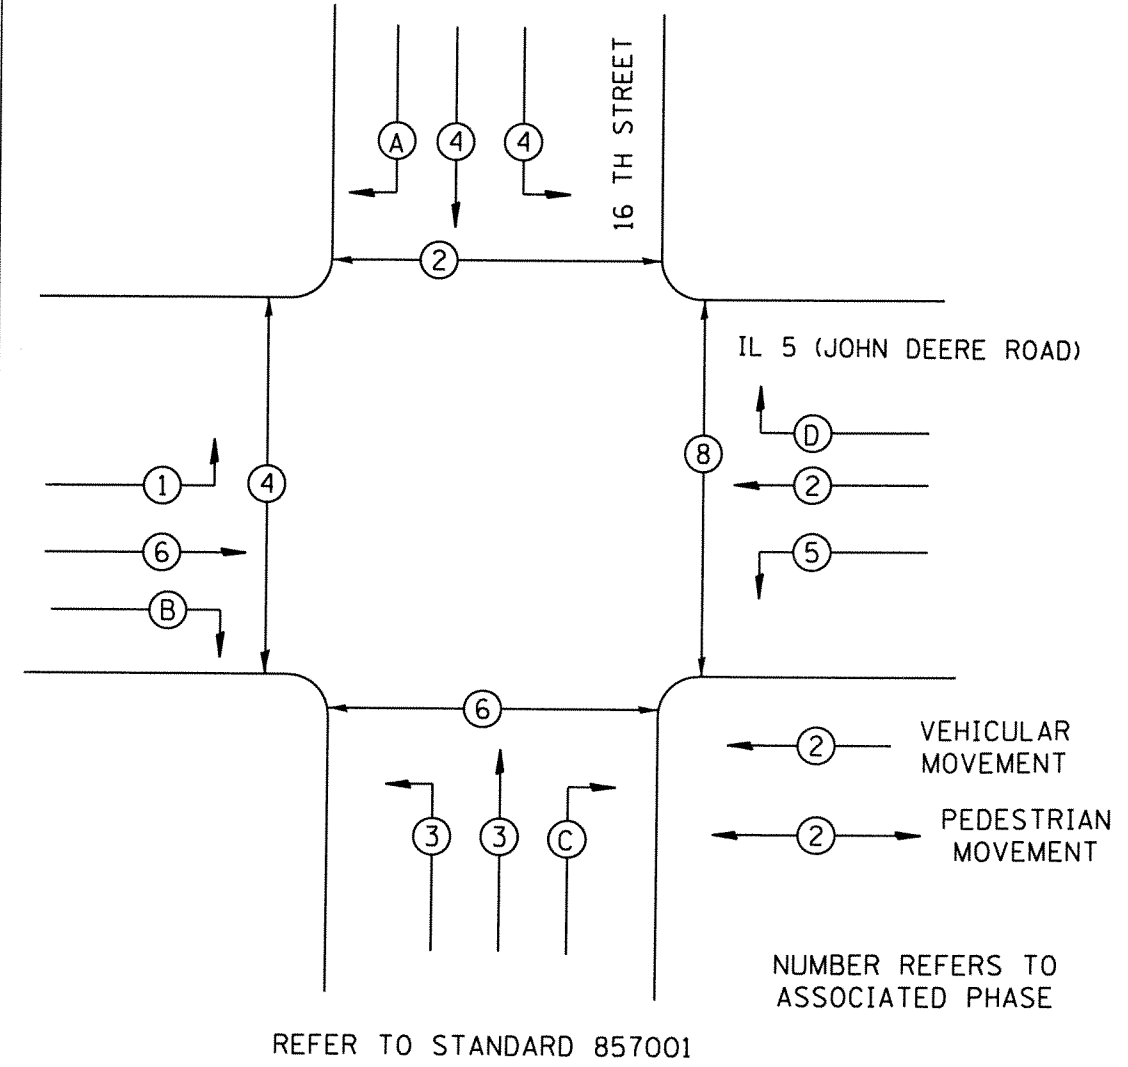 16 TH STREET
A 4 4
2
IL 5 (JOHN DEERE ROAD)
D
8
1 4 2
6 5
B
6
VEHICULAR
2
MOVEMENT
PEDESTRIAN
3 3 C 2
MOVEMENT
NUMBER REFERS TO
ASSOCIATED PHASE
REFER TO STANDARD 857001